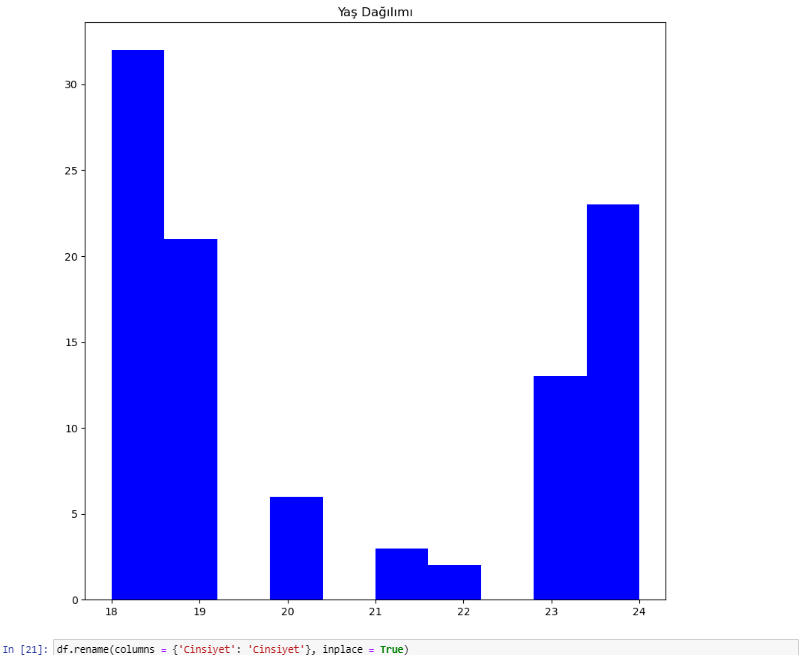 Yaş Dağılımı
30
25
20
15
10
5
0
18 19 20 21 22 23 24
In [21]: df.rename(columns = {'Cinsiyet': 'Cinsiyet'}, inplace = True)